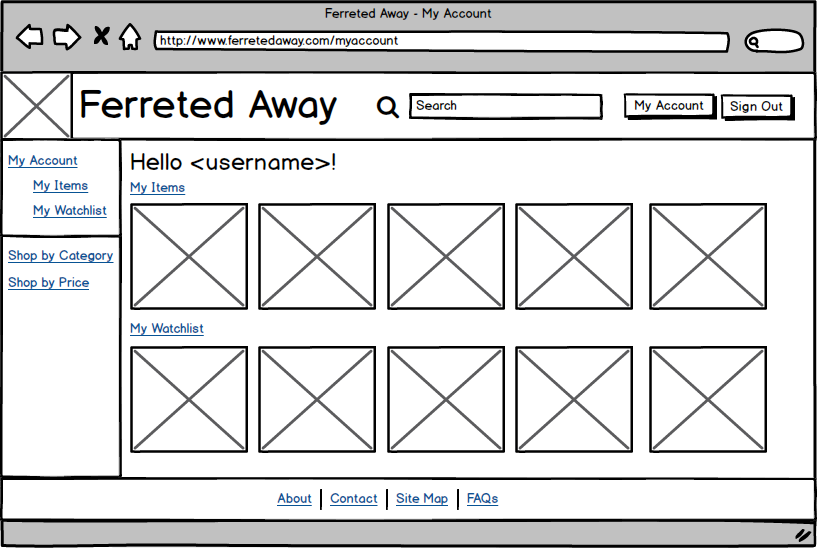 Ferreted Away - My Account
http://www.ferretedaway.com/myaccount
Ferreted Away
Search
My Account
Sign Out
My Account
My Items
My Watchlist
Shop by Category
Shop by Price
Hello <username>!
My Items
My Watchlist
About | Contact | Site Map | FAQs